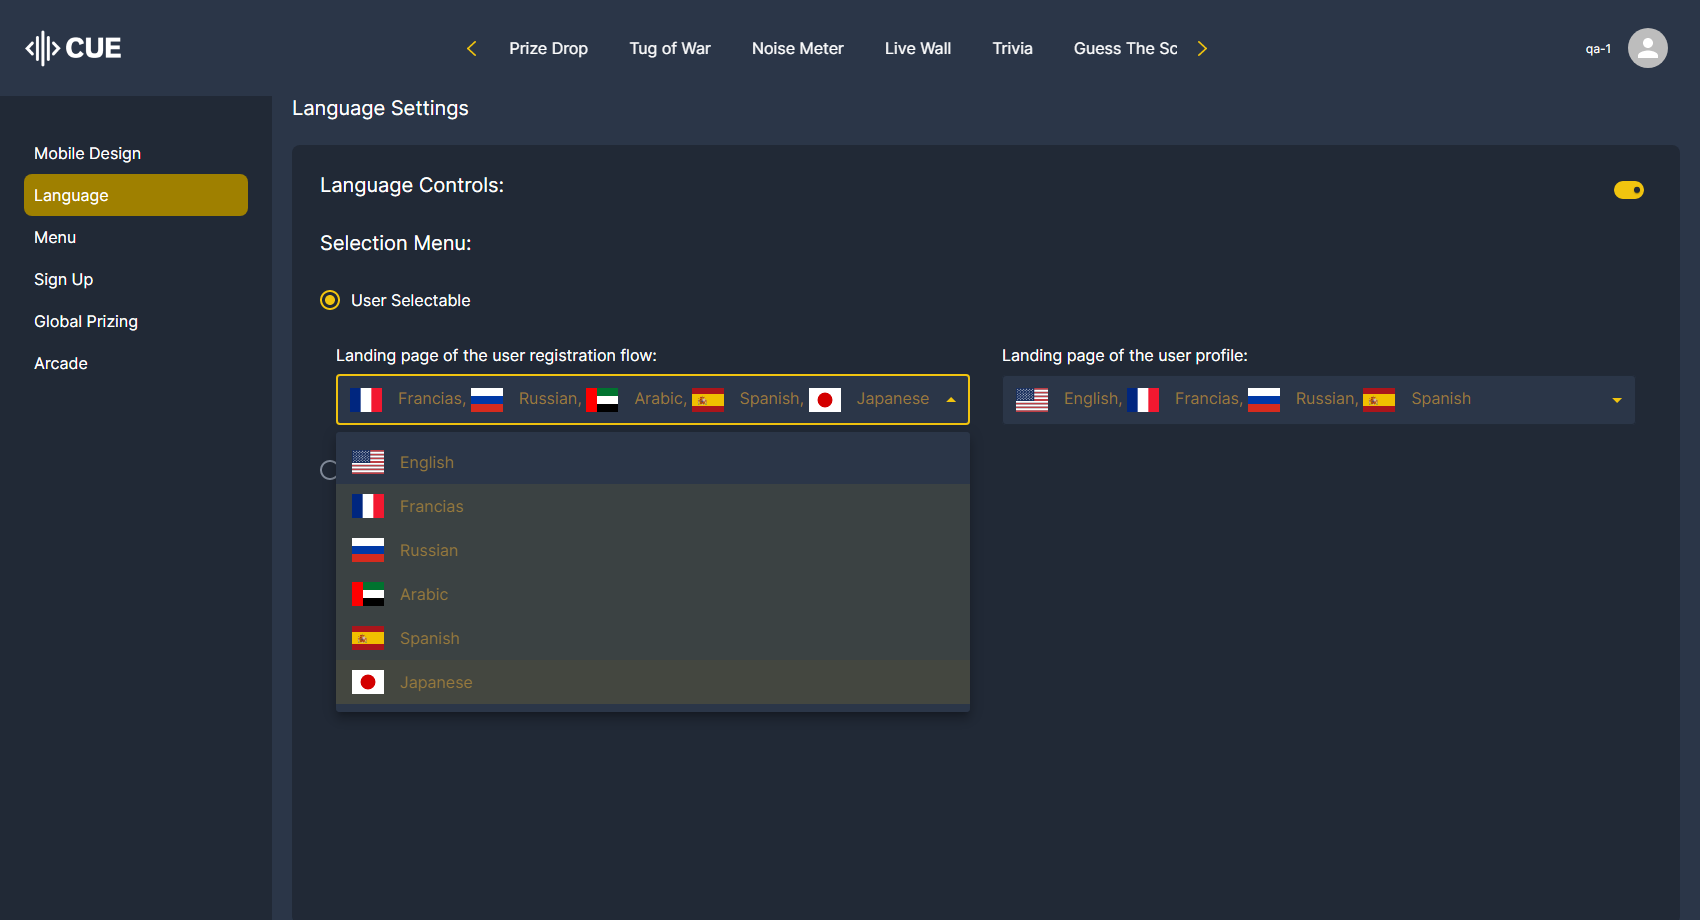 CUE
Prize Drop
Tug of War
Noise Meter
Live Wall
Trivia
Guess The Sc
qa-1
Mobile Design
Language
Menu
Sign Up
Global Prizing
Arcade
Language Settings
Language Controls:
Selection Menu:
User Selectable
Landing page of the user registration flow:
Francias, Russian, Arabic, Spanish, Japanese
English
Francias
Russian
Arabic
Spanish
Japanese
Landing page of the user profile:
English, Francias, Russian, Spanish